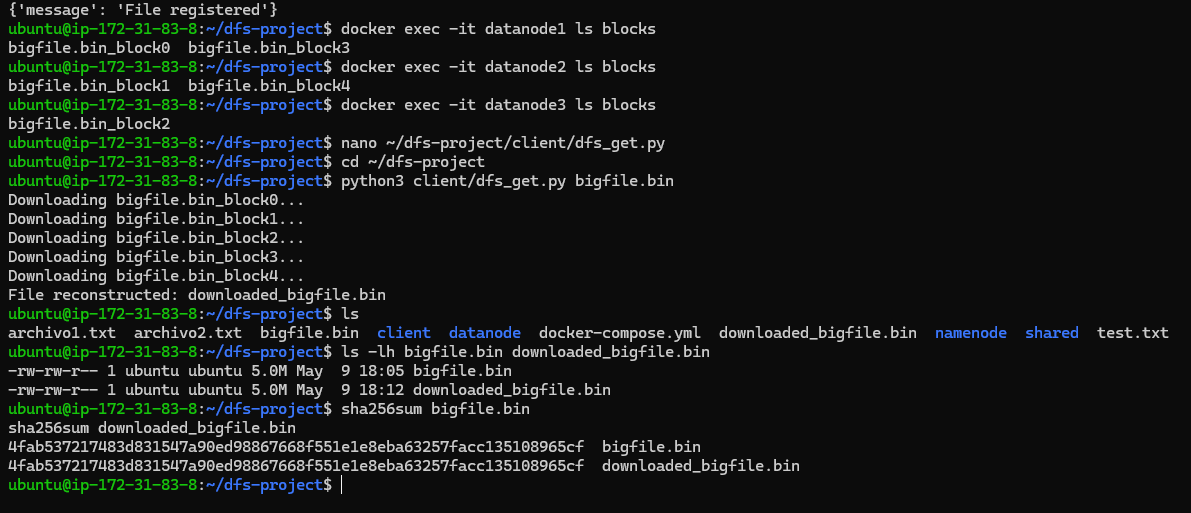 {'message': 'File registered'}
ubuntu@ip-172-31-83-8:~/dfs-project$ docker exec -it datanode1 ls blocks
bigfile.bin_block0  bigfile.bin_block3
ubuntu@ip-172-31-83-8:~/dfs-project$ docker exec -it datanode2 ls blocks
bigfile.bin_block1  bigfile.bin_block4
ubuntu@ip-172-31-83-8:~/dfs-project$ docker exec -it datanode3 ls blocks
bigfile.bin_block2
ubuntu@ip-172-31-83-8:~/dfs-project$ nano ~/dfs-project/client/dfs_get.py
ubuntu@ip-172-31-83-8:~/dfs-project$ cd ~/dfs-project
ubuntu@ip-172-31-83-8:~/dfs-project$ python3 client/dfs_get.py bigfile.bin
Downloading bigfile.bin_block0...
Downloading bigfile.bin_block1...
Downloading bigfile.bin_block2...
Downloading bigfile.bin_block3...
Downloading bigfile.bin_block4...
File reconstructed: downloaded_bigfile.bin
ubuntu@ip-172-31-83-8:~/dfs-project$ ls
archivo1.txt  archivo2.txt  bigfile.bin  client  datanode  docker-compose.yml  downloaded_bigfile.bin  namenode  shared  test.txt
ubuntu@ip-172-31-83-8:~/dfs-project$ ls -lh bigfile.bin downloaded_bigfile.bin
-rw-rw-r-- 1 ubuntu ubuntu 5.0M May  9 18:05 bigfile.bin
-rw-rw-r-- 1 ubuntu ubuntu 5.0M May  9 18:12 downloaded_bigfile.bin
ubuntu@ip-172-31-83-8:~/dfs-project$ sha256sum bigfile.bin
sha256sum downloaded_bigfile.bin
4fab537217483d831547a90ed98867668f551e1e8eba63257facc135108965cf  bigfile.bin
4fab537217483d831547a90ed98867668f551e1e8eba63257facc135108965cf  downloaded_bigfile.bin
ubuntu@ip-172-31-83-8:~/dfs-project$